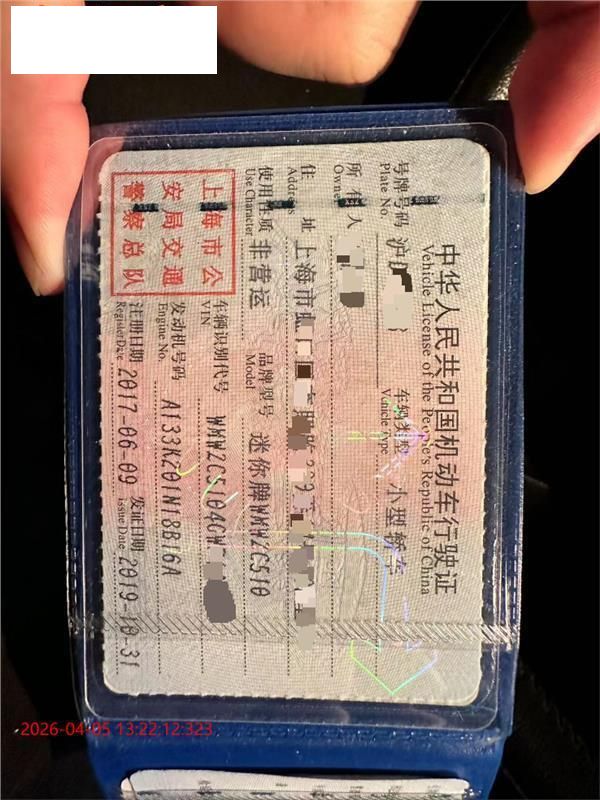 中华人民共和国机动车行驶证
Vehicle License of the People's Republic of China
号牌号码 沪 车辆类型 小型轿车
Plate No. Vehicle Type
所有人
Owner
住址 上海市
Address
使用性质 非营运 品牌型号 迷你牌WMWZC510
Use Character Model
上海市公
安局交通
警察总队
车辆识别代号 WMWZC5104GW
VIN
发动机号码 A133K201N18B16A
Engine No.
注册日期 2017-06-09 发证日期 2019-10-31
Register Date Issue Date
2026-04-05 13:22:12:323